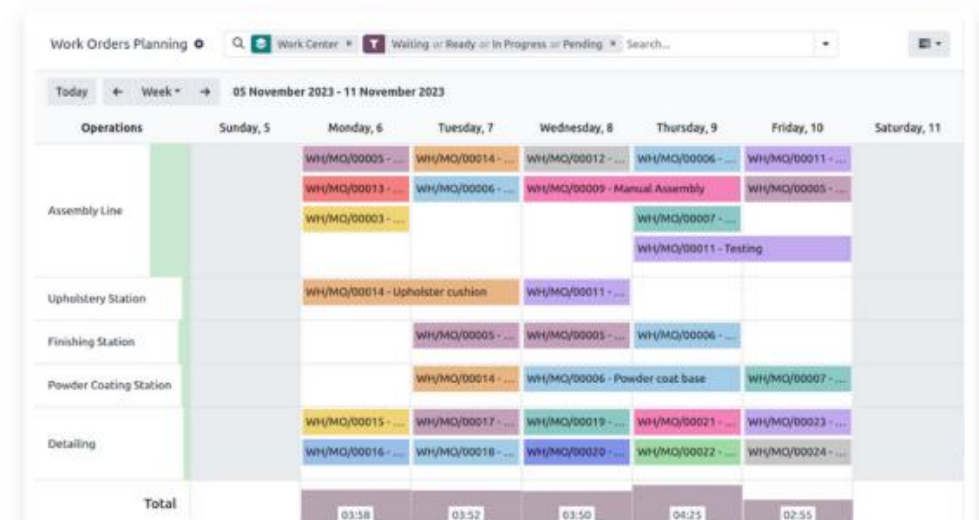 Work Orders Planning Work Center × Waiting or Ready or In Progress or Pending × Search...
Today ← Week → 05 November 2023 - 11 November 2023
Operations Sunday, 5 Monday, 6 Tuesday, 7 Wednesday, 8 Thursday, 9 Friday, 10 Saturday, 11
WH/MO/00005 - ... WH/MO/00014 - ... WH/MO/00012 - ... WH/MO/00006 - ... WH/MO/00011 - ...
WH/MO/00013 - ... WH/MO/00006 - ... WH/MO/00009 - Manual Assembly WH/MO/00005 - ...
Assembly Line
WH/MO/00003 - ... WH/MO/00007 - ...
WH/MO/00011 - Testing
Upholstery Station WH/MO/00014 - Upholster cushion WH/MO/00011 - ...
Finishing Station WH/MO/00005 - ... WH/MO/00005 - ... WH/MO/00006 - ...
Powder Coating Station WH/MO/00014 - ... WH/MO/00006 - Powder coat base WH/MO/00007 - ...
WH/MO/00015 - ... WH/MO/00017 - ... WH/MO/00019 - ... WH/MO/00021 - ... WH/MO/00023 - ...
Detailing
WH/MO/00016 - ... WH/MO/00018 - ... WH/MO/00020 - ... WH/MO/00022 - ... WH/MO/00024 - ...
Total
03:58 03:52 03:50 04:25 02:55